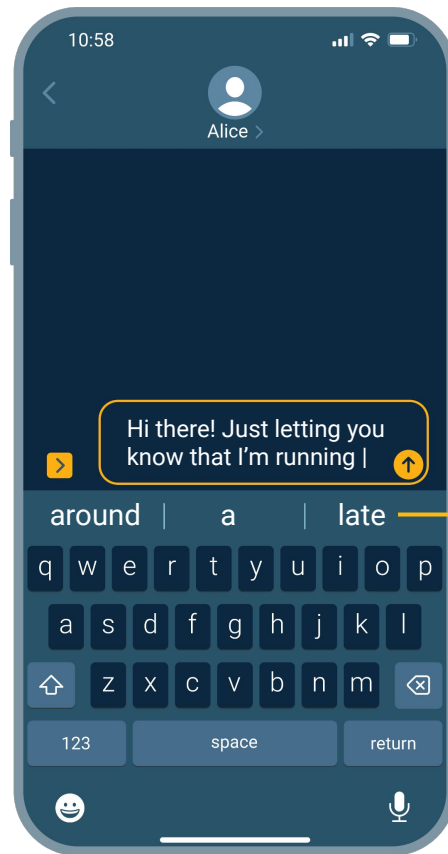 10:58
Alice >
Hi there! Just letting you
know that I'm running |
around | a | late
q w e r t y u i o p
a s d f g h j k l
z x c v b n m
123 space return